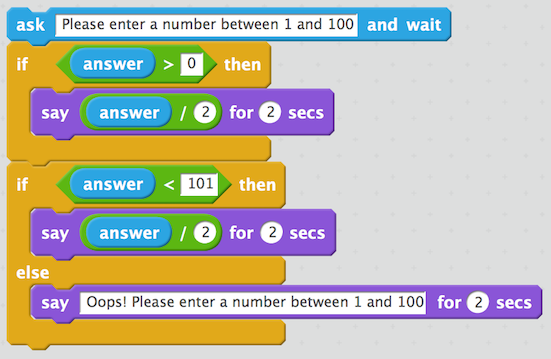 ask Please enter a number between 1 and 100 and wait
if answer > 0 then
say answer / 2 for 2 secs
if answer < 101 then
say answer / 2 for 2 secs
else
say Oops! Please enter a number between 1 and 100 for 2 secs